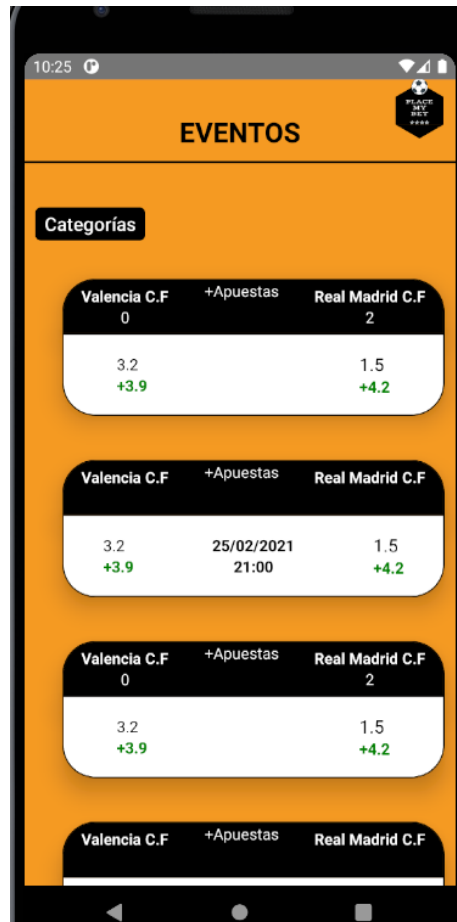 10:25
PLACE
MY
BET
EVENTOS
Categorías
Valencia C.F +Apuestas Real Madrid C.F
0 2
3.2 1.5
+3.9 +4.2
Valencia C.F +Apuestas Real Madrid C.F
3.2 25/02/2021 1.5
+3.9 21:00 +4.2
Valencia C.F +Apuestas Real Madrid C.F
0 2
3.2 1.5
+3.9 +4.2
Valencia C.F +Apuestas Real Madrid C.F